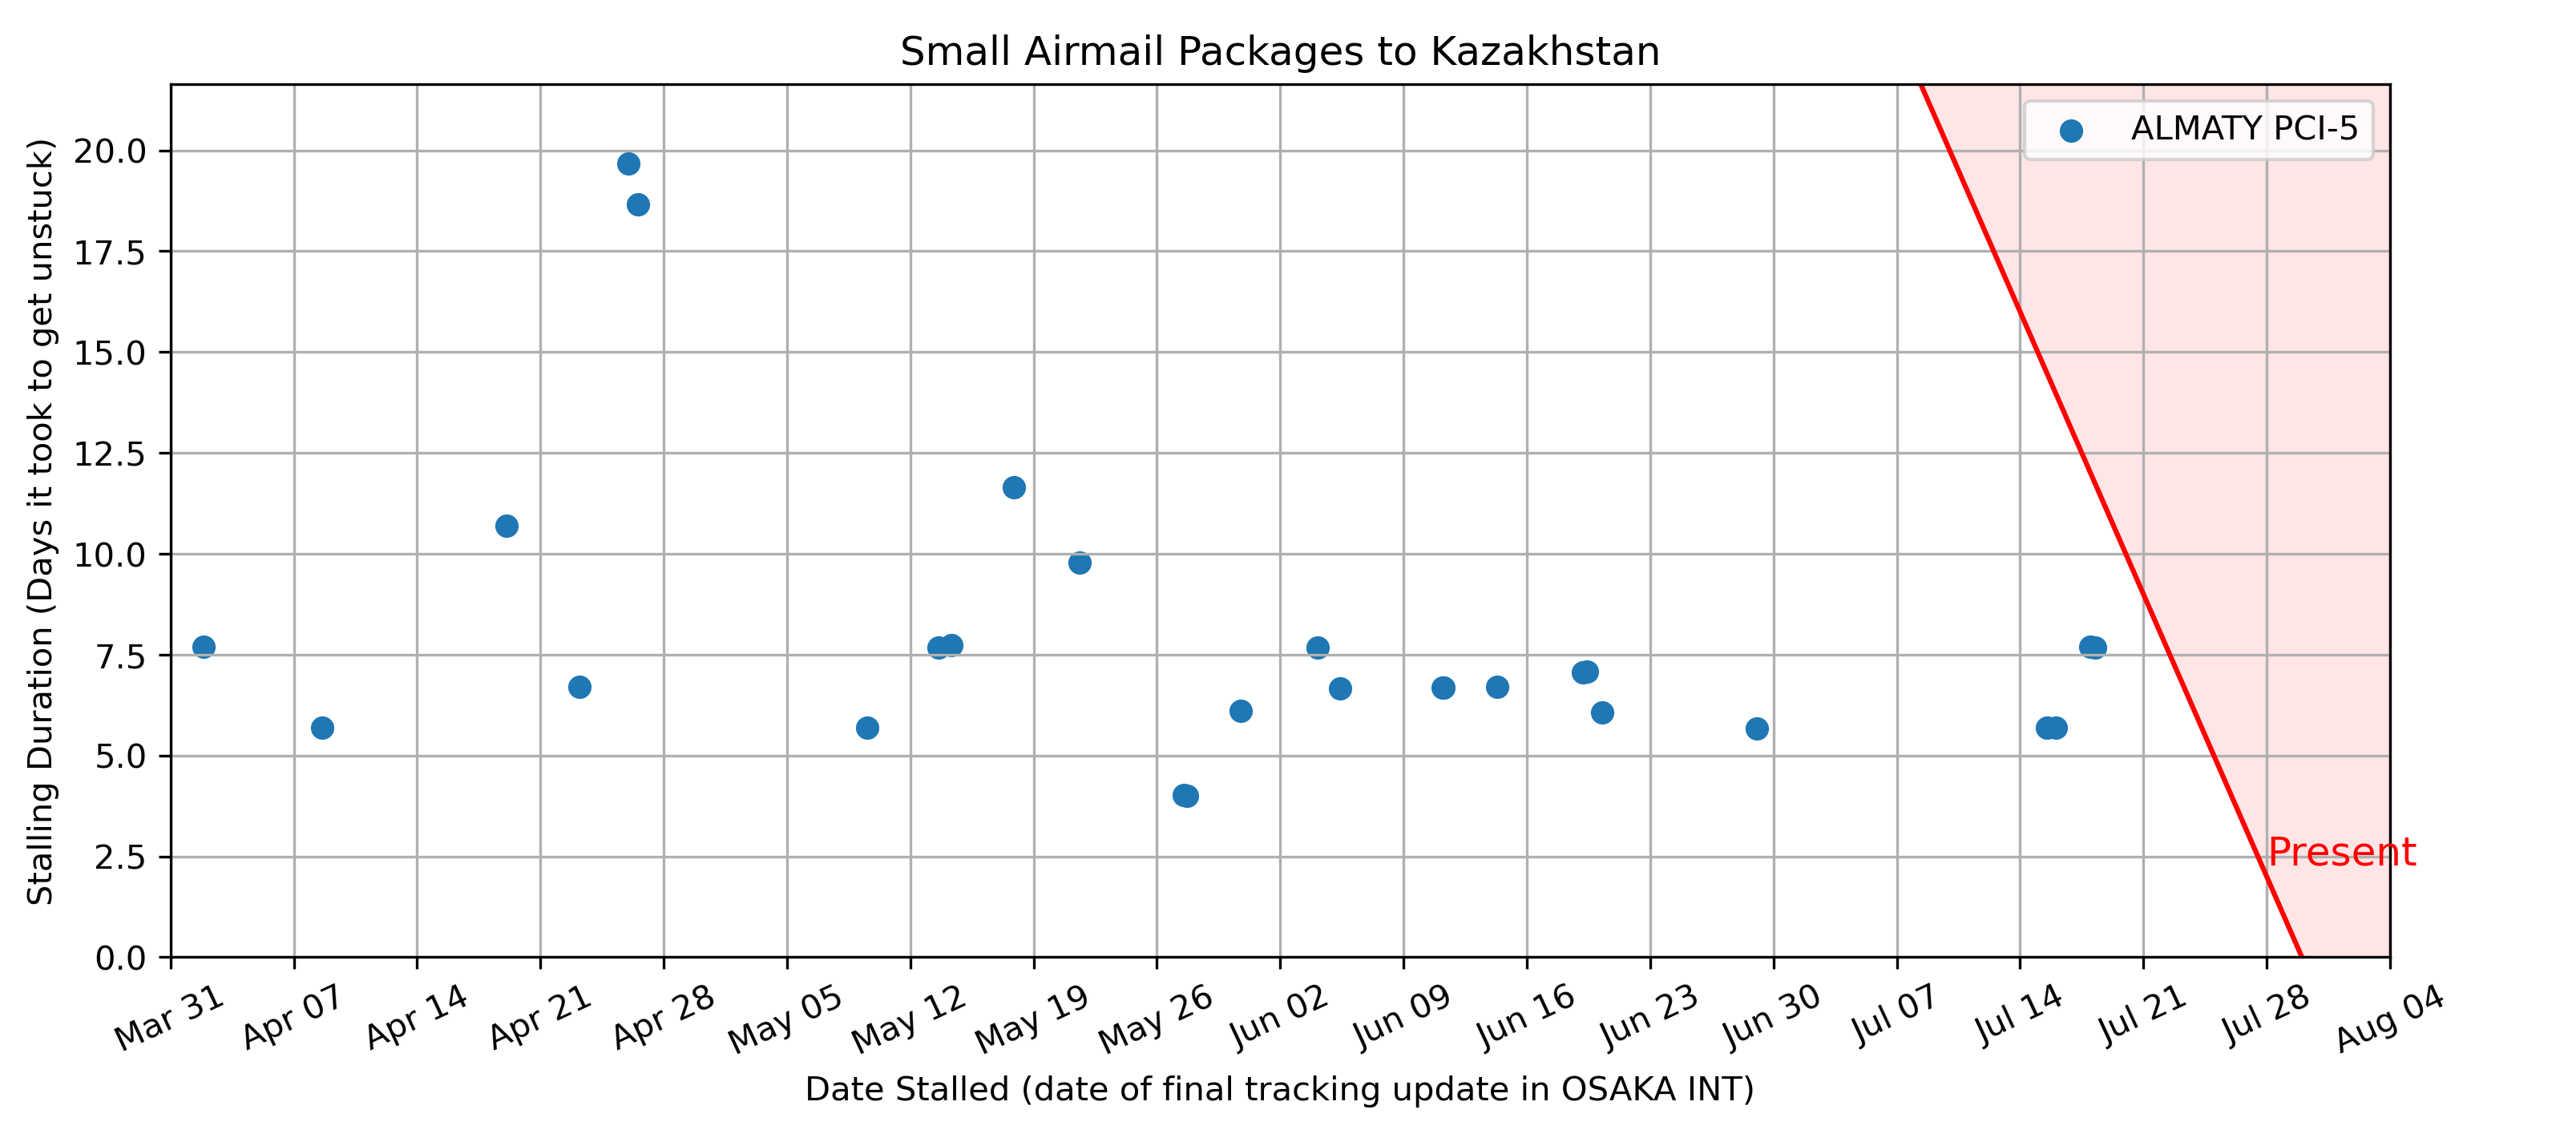 Small Airmail Packages to Kazakhstan
ALMATY PCI-5
Stalling Duration (Days it took to get unstuck)
20.0
17.5
15.0
12.5
10.0
7.5
5.0
2.5
0.0
Present
Mar 31 Apr 07 Apr 14 Apr 21 Apr 28 May 05 May 12 May 19 May 26 Jun 02 Jun 09 Jun 16 Jun 23 Jun 30 Jul 07 Jul 14 Jul 21 Jul 28 Aug 04
Date Stalled (date of final tracking update in OSAKA INT)